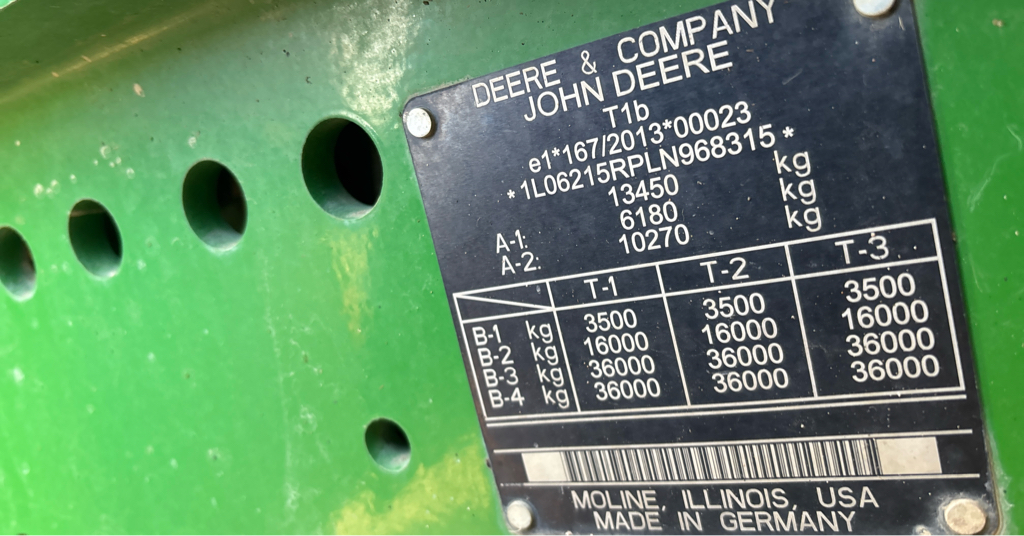 DEERE & COMPANY
JOHN DEERE
T1b
e1*167/2013*00023
*1L06215RPLN968315*
13450 kg
A-1: 6180 kg
A-2: 10270 kg
T-1 T-2 T-3
B-1 kg 3500 3500 3500
B-2 kg 16000 16000 16000
B-3 kg 36000 36000 36000
B-4 kg 36000 36000 36000
MOLINE, ILLINOIS, USA
MADE IN GERMANY